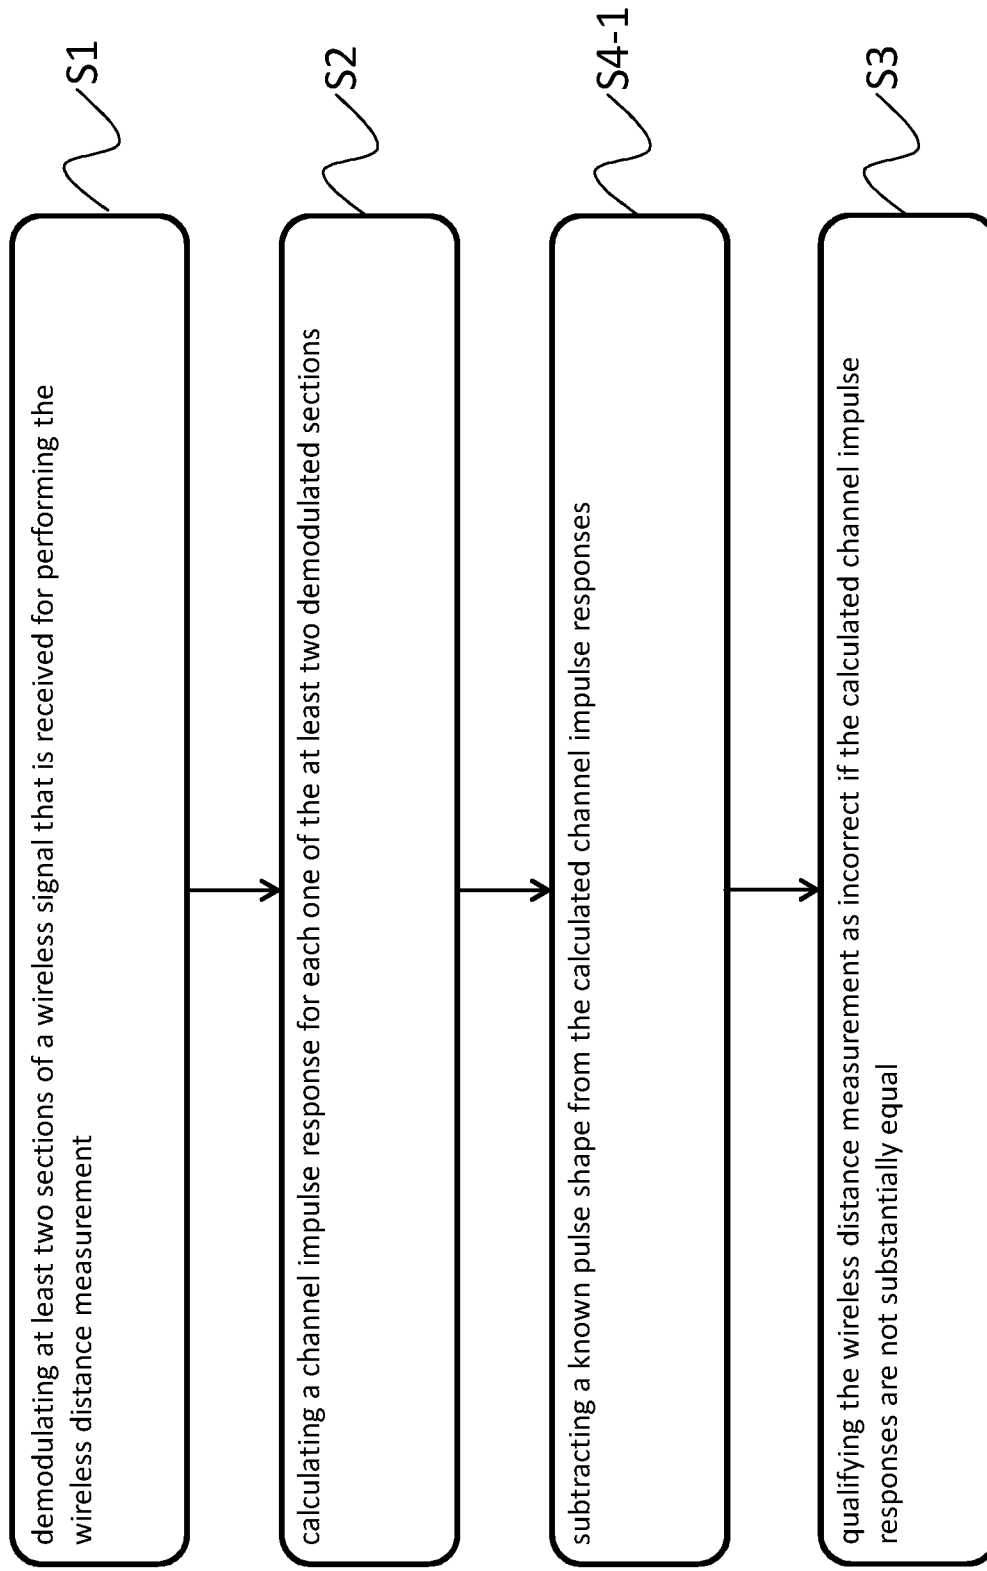 demodulating at least two sections of a wireless signal that is received for performing the
wireless distance measurement
S1
calculating a channel impulse response for each one of the at least two demodulated sections
S2
subtracting a known pulse shape from the calculated channel impulse responses
S4-1
qualifying the wireless distance measurement as incorrect if the calculated channel impulse
responses are not substantially equal
S3